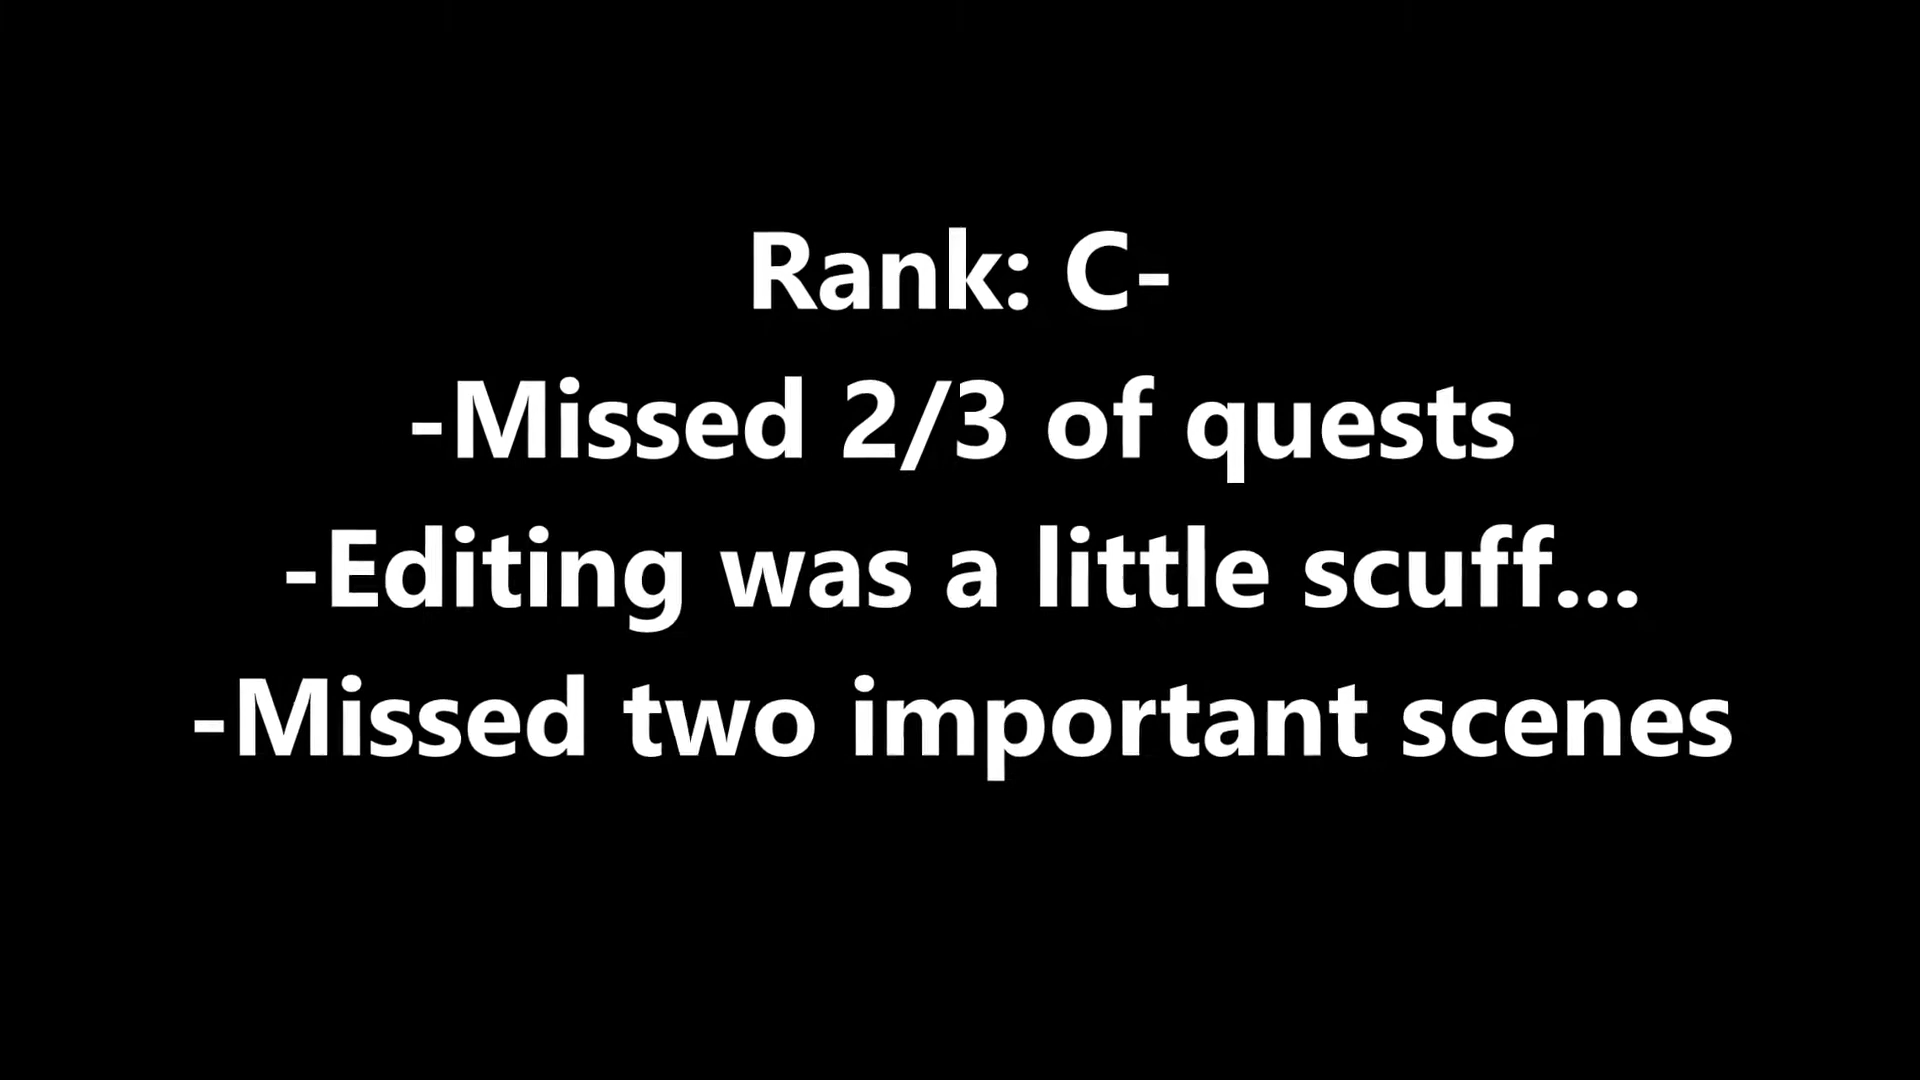 Rank: C-
-Missed 2/3 of quests
-Editing was a little scuff...
-Missed two important scenes